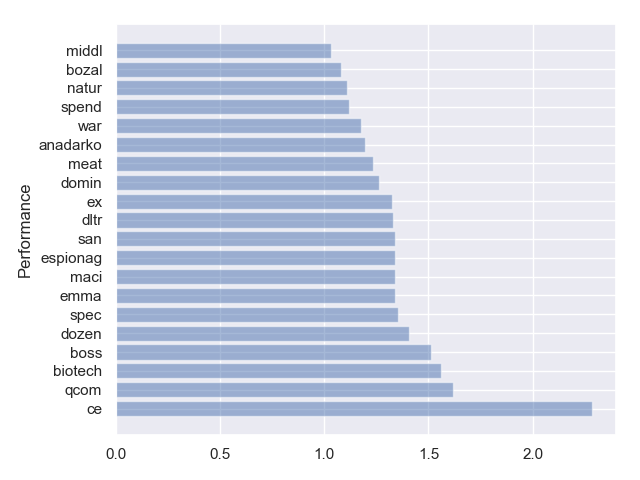 middl
bozal
natur
spend
war
anadarko
meat
domin
ex
dltr
san
espionag
maci
emma
spec
dozen
boss
biotech
qcom
ce
Performance
0.0 0.5 1.0 1.5 2.0